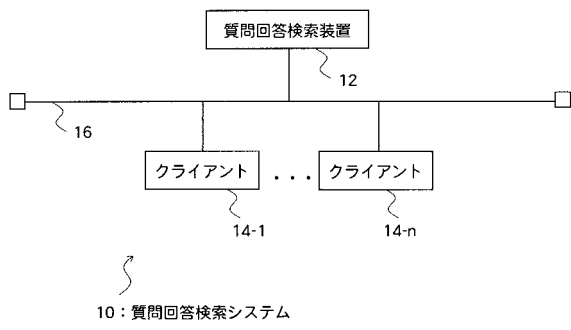 質問回答検索装置
12
16
クライアント ... クライアント
14-1 14-n
10：質問回答検索システム